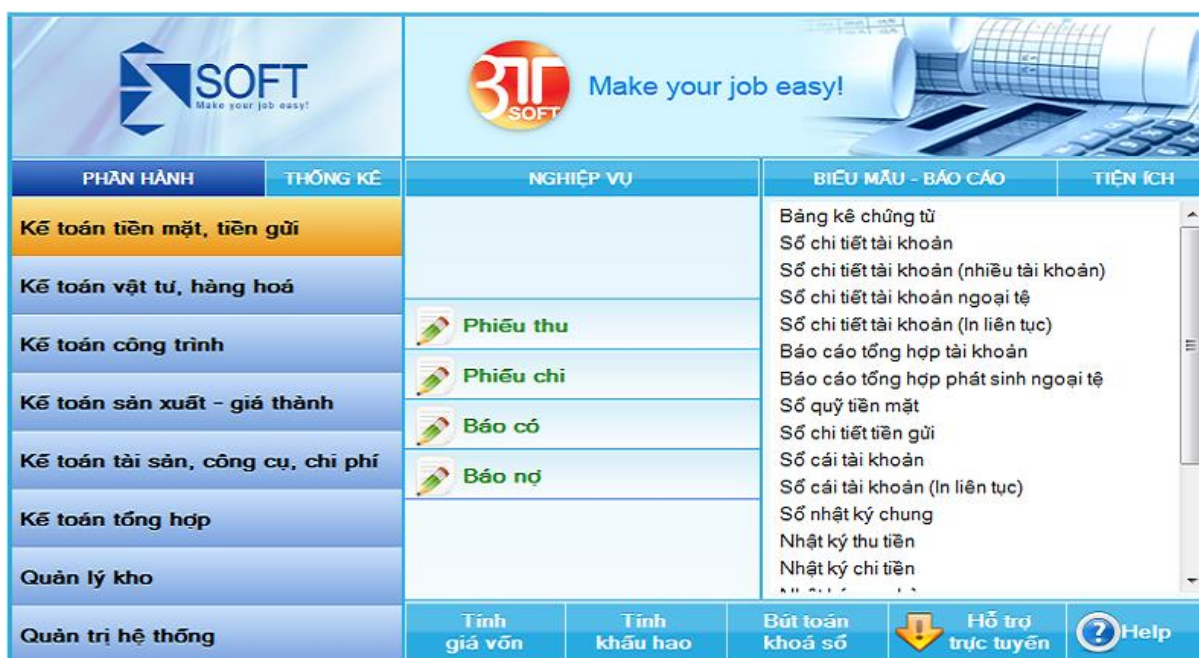 SOFT
Make your job easy!
3T
SOFT
Make your job easy!
PHÂN HÀNH
THỐNG KÊ
NGHIỆP VỤ
BIỂU MẪU - BÁO CÁO
TIỆN ÍCH
Kế toán tiền mặt, tiền gửi
Kế toán vật tư, hàng hoá
Kế toán công trình
Kế toán sản xuất - giá thành
Kế toán tài sản, công cụ, chi phí
Kế toán tổng hợp
Quản lý kho
Quản trị hệ thống
Phiếu thu
Phiếu chi
Báo có
Báo nợ
Bảng kê chứng từ
Sổ chi tiết tài khoản
Sổ chi tiết tài khoản (nhiều tài khoản)
Sổ chi tiết tài khoản ngoại tệ
Sổ chi tiết tài khoản (In liên tục)
Báo cáo tổng hợp tài khoản
Báo cáo tổng hợp phát sinh ngoại tệ
Sổ quỹ tiền mặt
Sổ chi tiết tiền gửi
Sổ cái tài khoản
Sổ cái tài khoản (In liên tục)
Sổ nhật ký chung
Nhật ký thu tiền
Nhật ký chi tiền
Tính
giá vốn
Tính
khấu hao
Bút toán
khoá sổ
Hỗ trợ
trực tuyến
Help